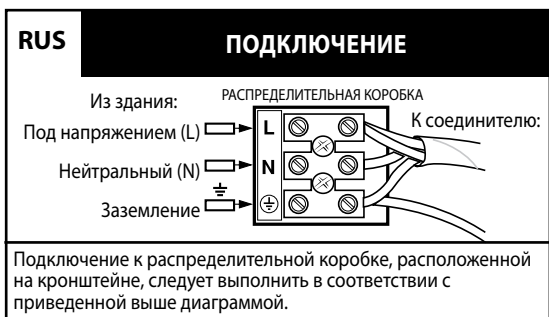 RUS
ПОДКЛЮЧЕНИЕ
Из здания:
РАСПРЕДЕЛИТЕЛЬНАЯ КОРОБКА
К соединителю:
Под напряжением (L)
L
Нейтральный (N)
N
Заземление
Подключение к распределительной коробке, расположенной
на кронштейне, следует выполнить в соответствии с
приведенной выше диаграммой.